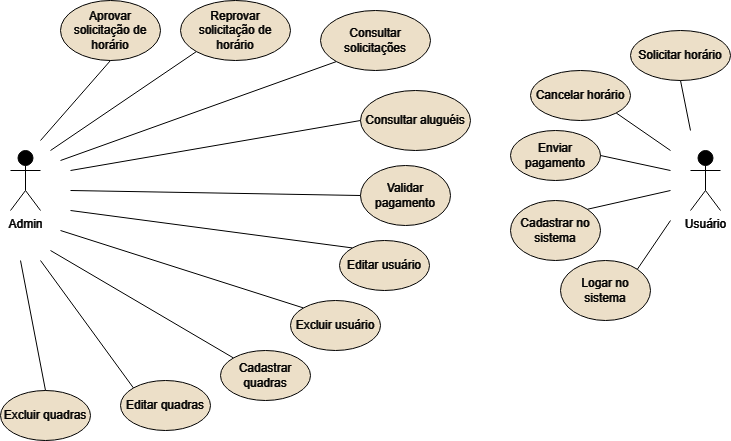 Aprovar
solicitação de
horário
Reprovar
solicitação de
horário
Consultar
solicitações
Consultar aluguéis
Validar
pagamento
Editar usuário
Excluir usuário
Cadastrar
quadras
Editar quadras
Excluir quadras
Admin
Solicitar horário
Cancelar horário
Enviar
pagamento
Cadastrar no
sistema
Logar no
sistema
Usuário